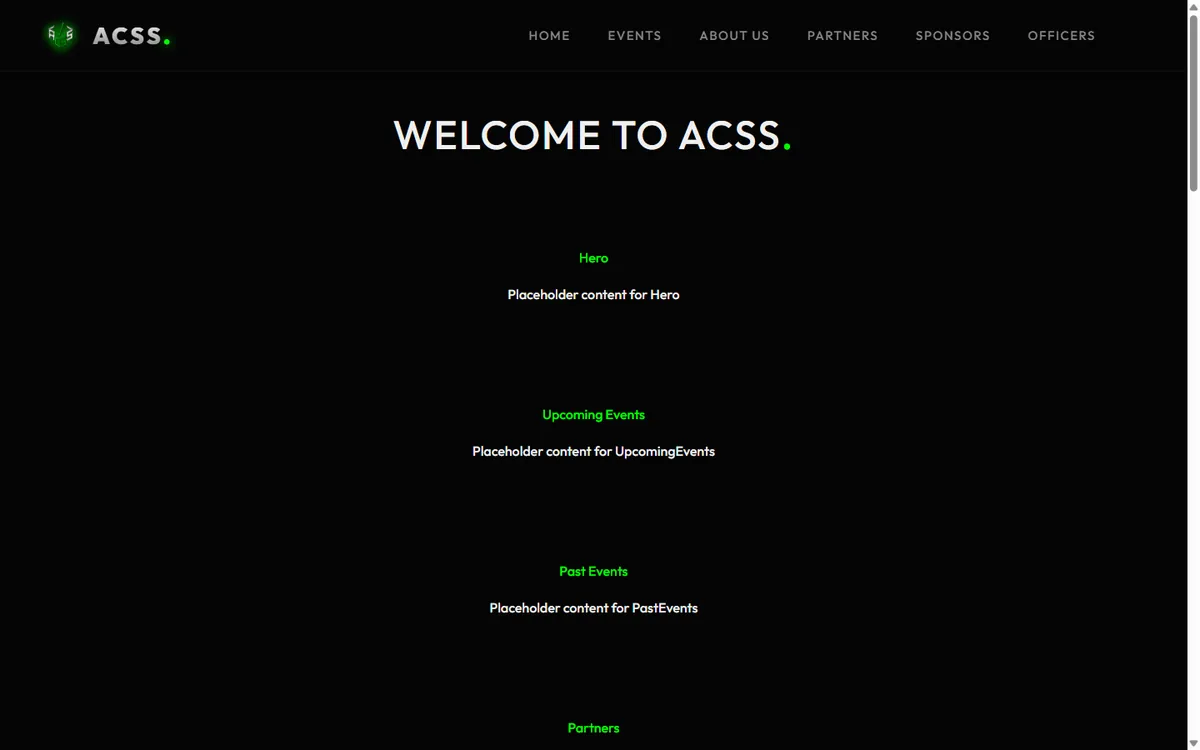 ACSS.
HOME EVENTS ABOUT US PARTNERS SPONSORS OFFICERS
WELCOME TO ACSS.
Hero
Placeholder content for Hero
Upcoming Events
Placeholder content for UpcomingEvents
Past Events
Placeholder content for PastEvents
Partners